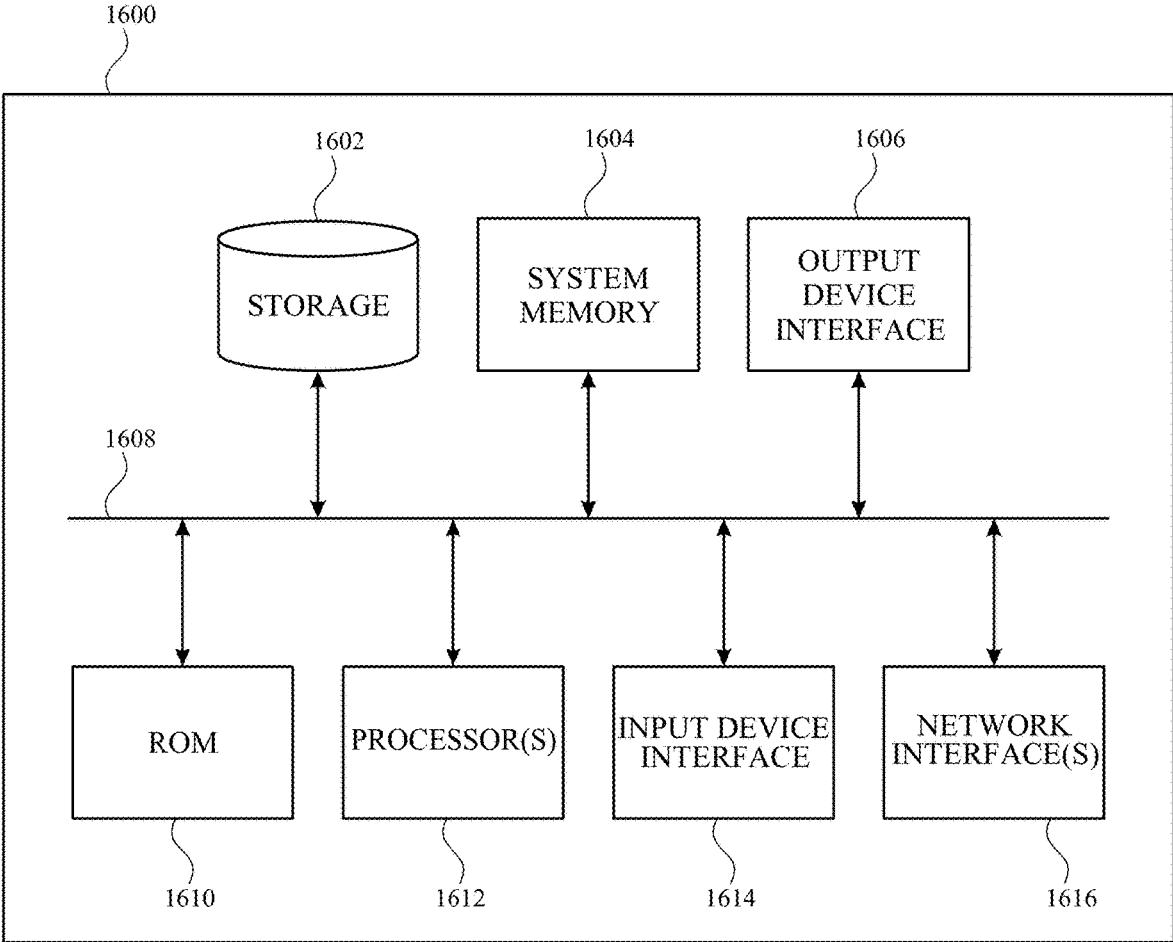 1600
1602
1604
1606
STORAGE
SYSTEM
MEMORY
OUTPUT
DEVICE
INTERFACE
1608
ROM
PROCESSOR(S)
INPUT DEVICE
INTERFACE
NETWORK
INTERFACE(S)
1610
1612
1614
1616